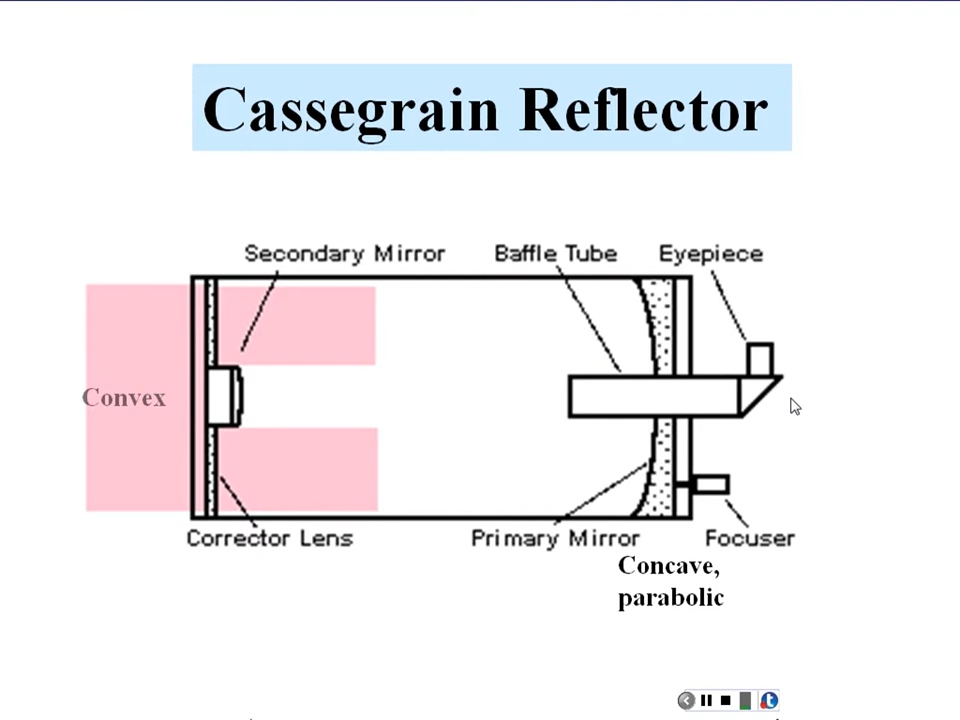 Cassegrain Reflector
Secondary Mirror
Baffle Tube
Eyepiece
Convex
Corrector Lens
Primary Mirror
Focuser
Concave,
parabolic